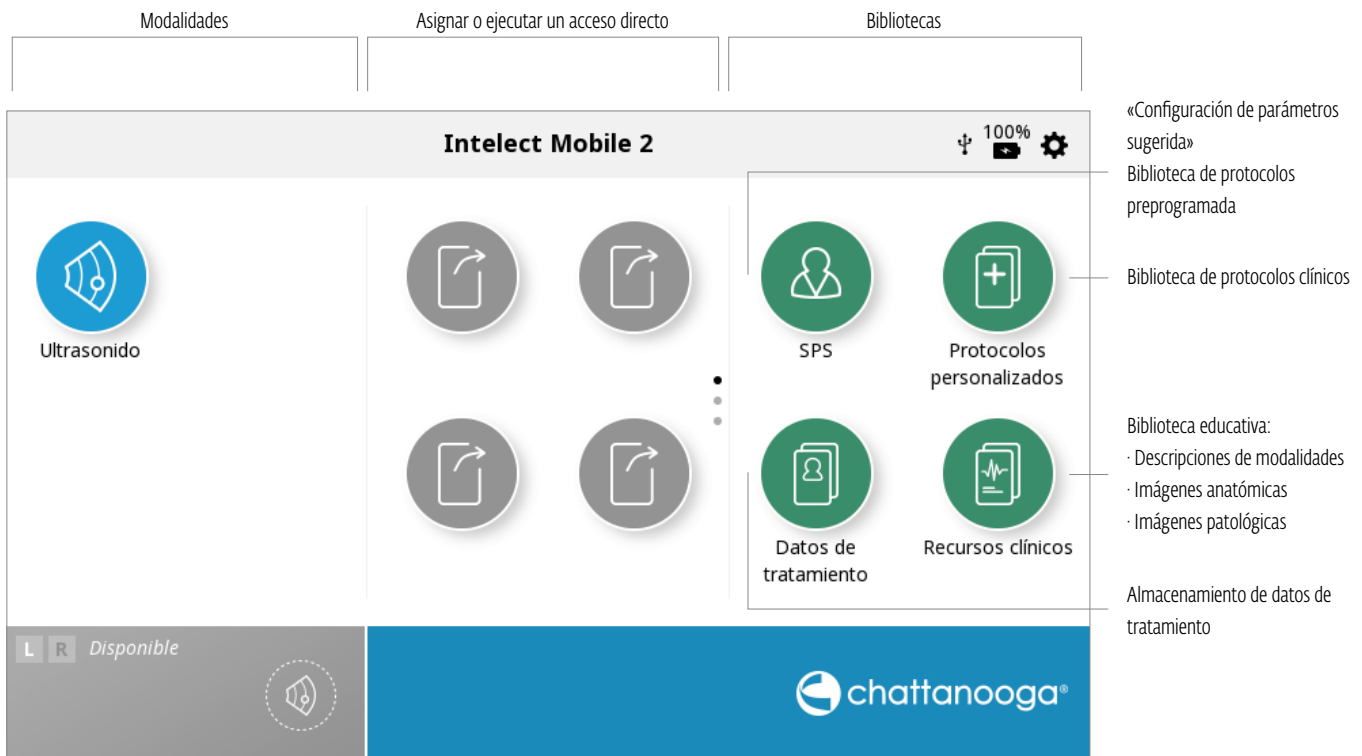 Modalidades
Asignar o ejecutar un acceso directo
Bibliotecas
Intelect Mobile 2
100%
«Configuración de parámetros
sugerida»
Biblioteca de protocolos
preprogramada
Biblioteca de protocolos clínicos
Ultrasonido
SPS
Protocolos
personalizados
Biblioteca educativa:
· Descripciones de modalidades
· Imágenes anatómicas
· Imágenes patológicas
Datos de
tratamiento
Recursos clínicos
Almacenamiento de datos de
tratamiento
L R Disponible
chattanooga®